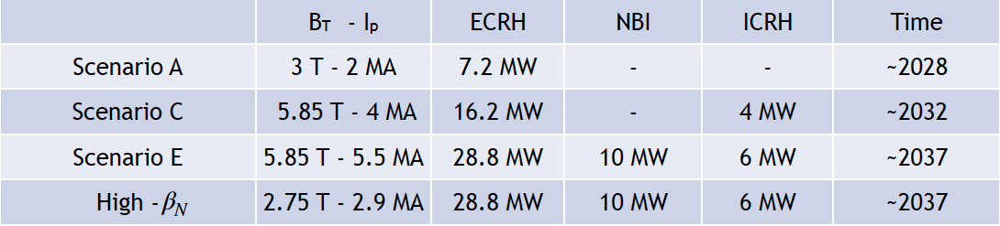 B_T - I_p ECRH NBI ICRH Time
Scenario A 3 T - 2 MA 7.2 MW - - ~2028
Scenario C 5.85 T - 4 MA 16.2 MW - 4 MW ~2032
Scenario E 5.85 T - 5.5 MA 28.8 MW 10 MW 6 MW ~2037
High -β_N 2.75 T - 2.9 MA 28.8 MW 10 MW 6 MW ~2037